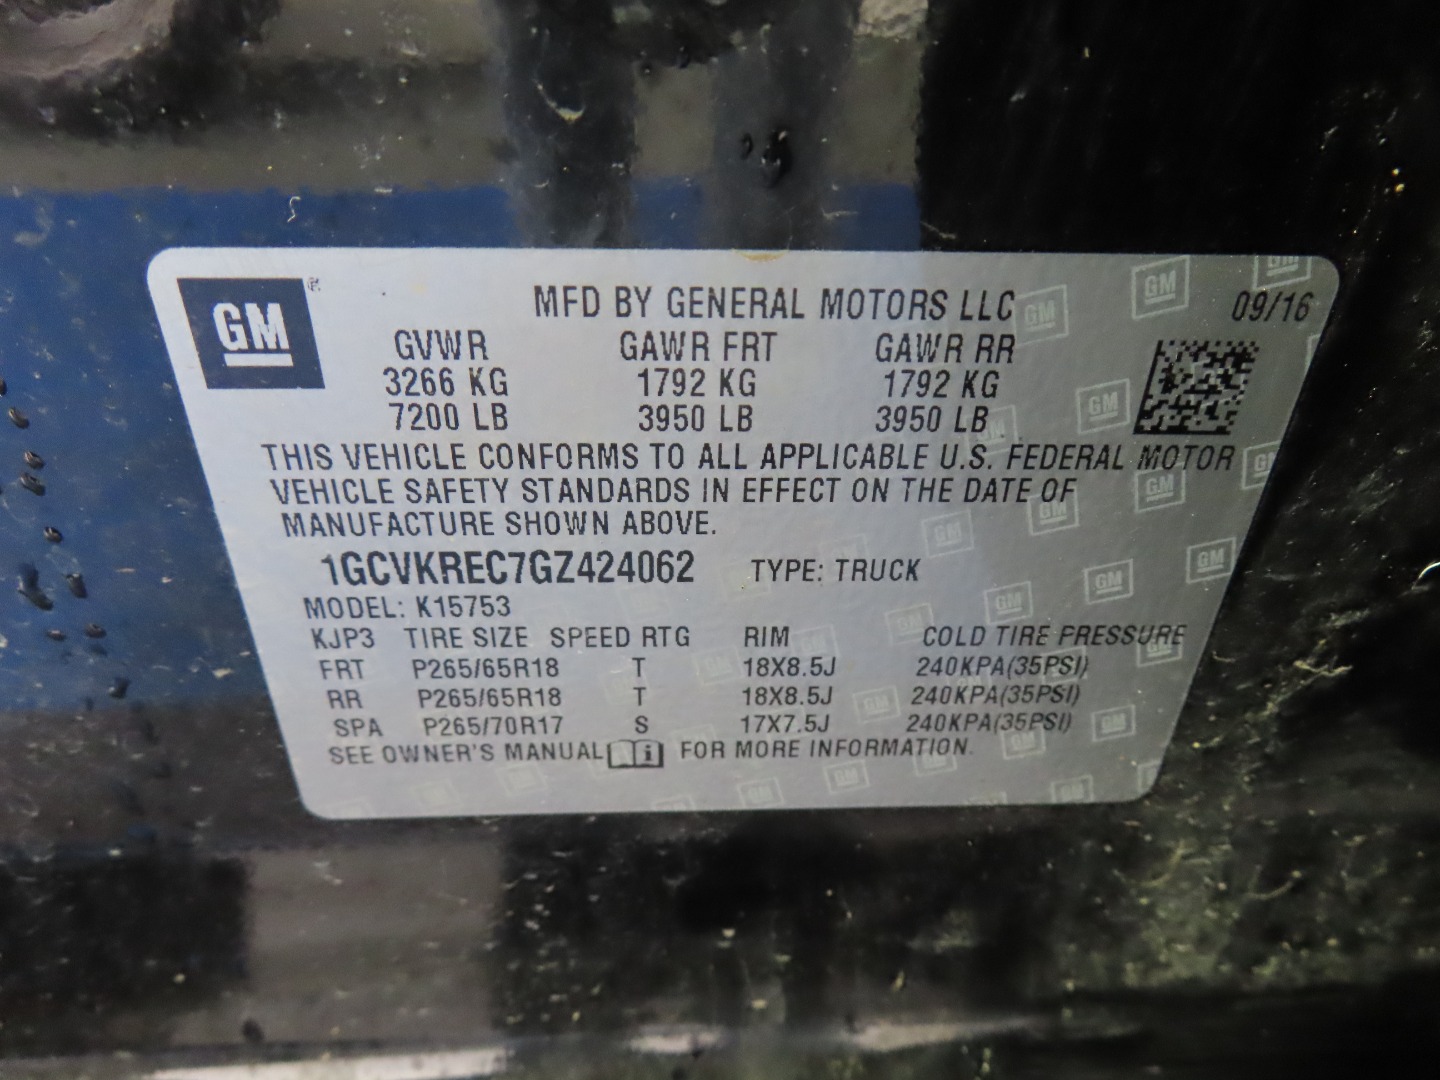 GM
MFD BY GENERAL MOTORS LLC 09/16
GVWR GAWR FRT GAWR RR
3266 KG 1792 KG 1792 KG
7200 LB 3950 LB 3950 LB
THIS VEHICLE CONFORMS TO ALL APPLICABLE U.S. FEDERAL MOTOR
VEHICLE SAFETY STANDARDS IN EFFECT ON THE DATE OF
MANUFACTURE SHOWN ABOVE.
1GCVKREC7GZ424062 TYPE: TRUCK
MODEL: K15753
KJP3 TIRE SIZE SPEED RTG RIM COLD TIRE PRESSURE
FRT P265/65R18 T 18X8.5J 240KPA(35PSI)
RR P265/65R18 T 18X8.5J 240KPA(35PSI)
SPA P265/70R17 S 17X7.5J 240KPA(35PSI)
SEE OWNER'S MANUAL i FOR MORE INFORMATION.